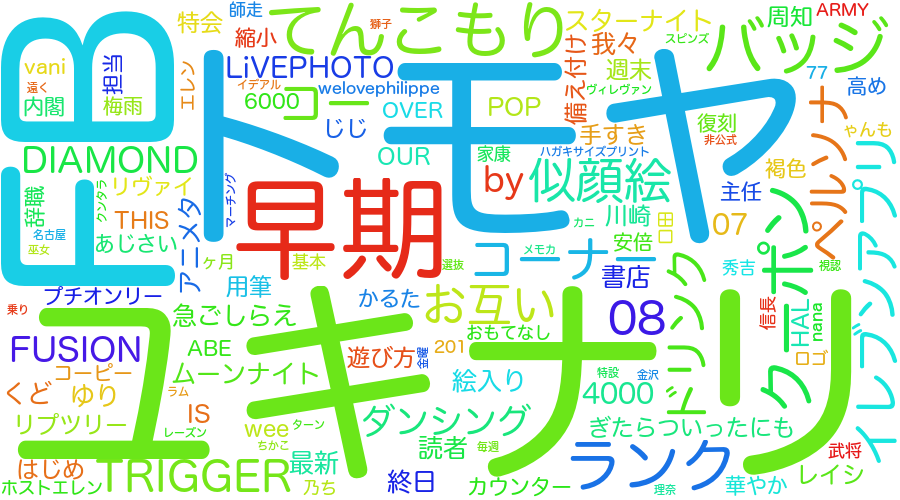 特会
師走
獅子
てんこもり
スターナイト
周知
ARMY
スピンズ
縮小
我々
バッジ
vani
遠く
担当
エレン
LiVEPHOTO
イデアル
welovephilippe
備え付け
週末
ヴィレヴァン
77
高め
内閣
梅雨
6000
コー
OVER
POP
FEB
トモヤ
じじ
手すき
復刻
非公式
ゃんも
DIAMOND
OUR
家康
ハガキサイズプリント
褐色
ペルソナ
早期
by
似顔絵
主任
辞職
ケンタラ
リヴァイ
マーチング
THIS
アニメタ
川崎
カニ
07
名古屋
巫女
あじさい
メモカ
安倍
口田
ヶ月
基本
選抜
コーナー
書店
秀吉
視認
クーポン
イレブンアプリ
乗り
プチオンリー
用筆
かるた
お互い
08
ドリンク
信長
HAL
nana
ユキナリ
急ごしらえ
おもてなし
FUSION
ABE
遊び方
金曜
201
ロゴ
コーピー
ムーンナイト
絵入り
特設
金沢
4000
くど
ゆり
ラム
IS
ダンシング
リプツリー
レーズン
wee
ターン
ぎたらついったにも
ちかこ
読者
毎週
武将
はじめ
TRIGGER
最新
ランク
レイシ
ホストエレン
乃ち
終日
カウンター
理奈
華やか